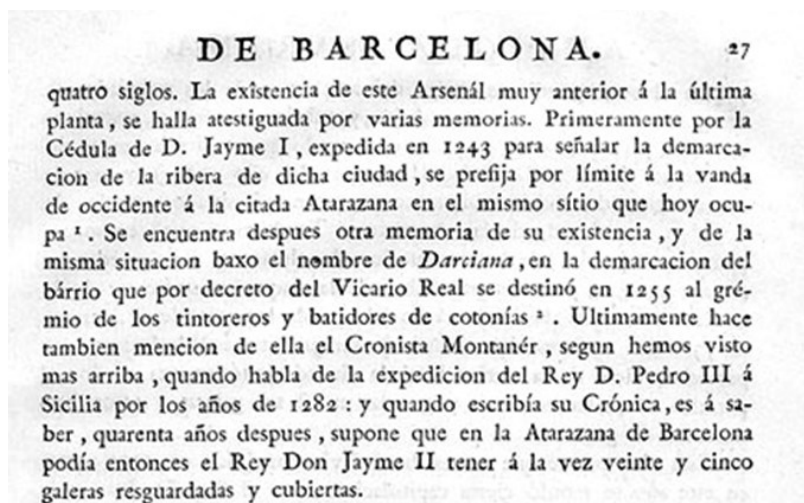 DE BARCELONA. 27
quatro siglos. La existencia de este Arsenál muy anterior á la última
planta, se halla atestiguada por varias memorias. Primeramente por la
Cédula de D. Jayme I, expedida en 1243 para señalar la demarca-
cion de la ribera de dicha ciudad, se prefija por límite á la vanda
de occidente á la citada Atarazana en el mismo sítio que hoy ocu-
pa ¹. Se encuentra despues otra memoria de su existencia, y de la
misma situacion baxo el nombre de Darciana, en la demarcacion del
bárrio que por decreto del Vicario Real se destinó en 1255 al gré-
mio de los tintoreros y batidores de cotonías ². Ultimamente hace
tambien mencion de ella el Cronista Montanér, segun hemos visto
mas arriba, quando habla de la expedicion del Rey D. Pedro III á
Sicilia por los años de 1282: y quando escribía su Crónica, es á sa-
ber, quarenta años despues, supone que en la Atarazana de Barcelona
podía entonces el Rey Don Jayme II tener á la vez veinte y cinco
galeras resguardadas y cubiertas.